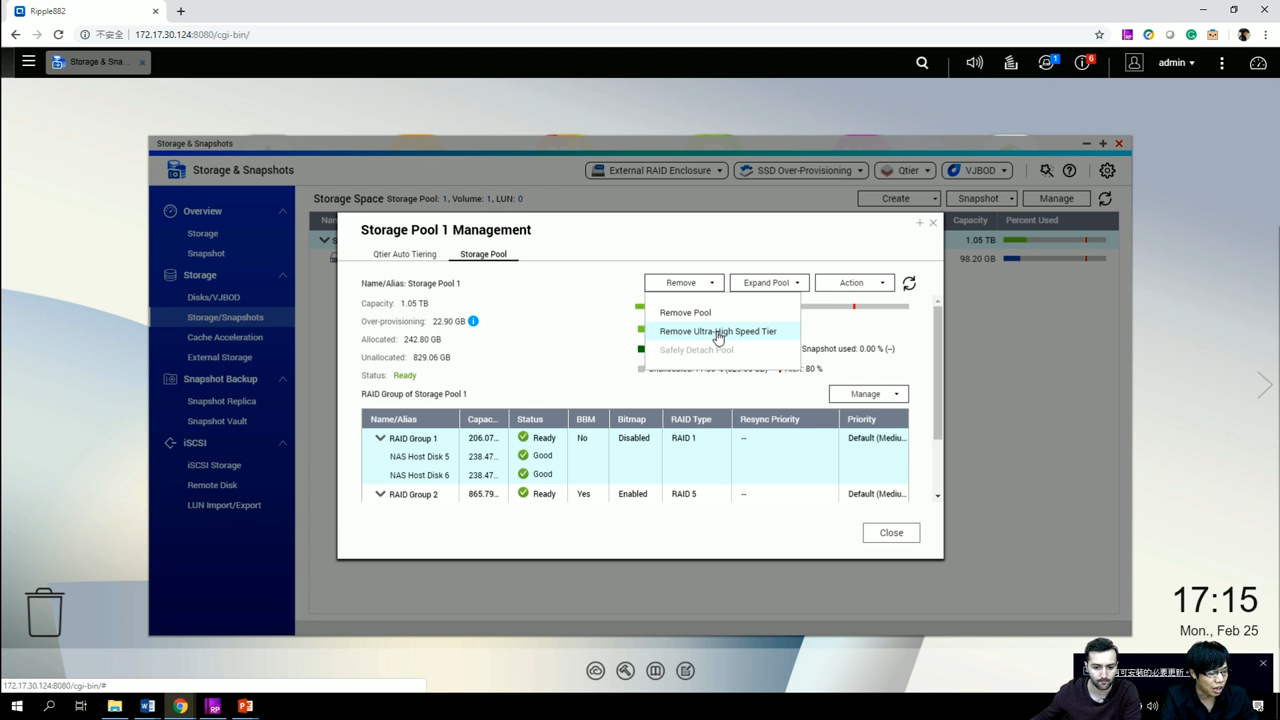 Ripple882
不安全
172.17.30.124:8080/cgi-bin/
Storage & Sna...
1
6
admin
Storage & Snapshots
Storage & Snapshots
External RAID Enclosure
SSD Over-Provisioning
Qtier
VJBOD
Overview
Storage
Snapshot
Storage
Disks/VJBOD
Storage/Snapshots
Cache Acceleration
External Storage
Snapshot Backup
Snapshot Replica
Snapshot Vault
iSCSI
iSCSI Storage
Remote Disk
LUN Import/Export
Storage Space Storage Pool: 1, Volume: 1, LUN: 0
Create
Snapshot
Manage
Capacity
Percent Used
1.05 TB
98.20 GB
Storage Pool 1 Management
Qtier Auto Tiering
Storage Pool
Name/Alias: Storage Pool 1
Remove
Expand Pool
Action
Capacity: 1.05 TB
Over-provisioning: 22.90 GB
Allocated: 242.80 GB
Unallocated: 829.06 GB
Status: Ready
Remove Pool
Remove Ultra-High Speed Tier
Safely Detach Pool
Snapshot used: 0.00 % (--)
80 %
RAID Group of Storage Pool 1
Manage
Name/Alias Capac... Status BBM Bitmap RAID Type Resync Priority Priority
RAID Group 1 206.07... Ready No Disabled RAID 1 -- Default (Mediu...
NAS Host Disk 5 238.47... Good
NAS Host Disk 6 238.47... Good
RAID Group 2 865.79... Ready Yes Enabled RAID 5 -- Default (Mediu...
Close
17:15
Mon., Feb 25
可安裝的必要更新。
172.17.30.124:8080/cgi-bin/#